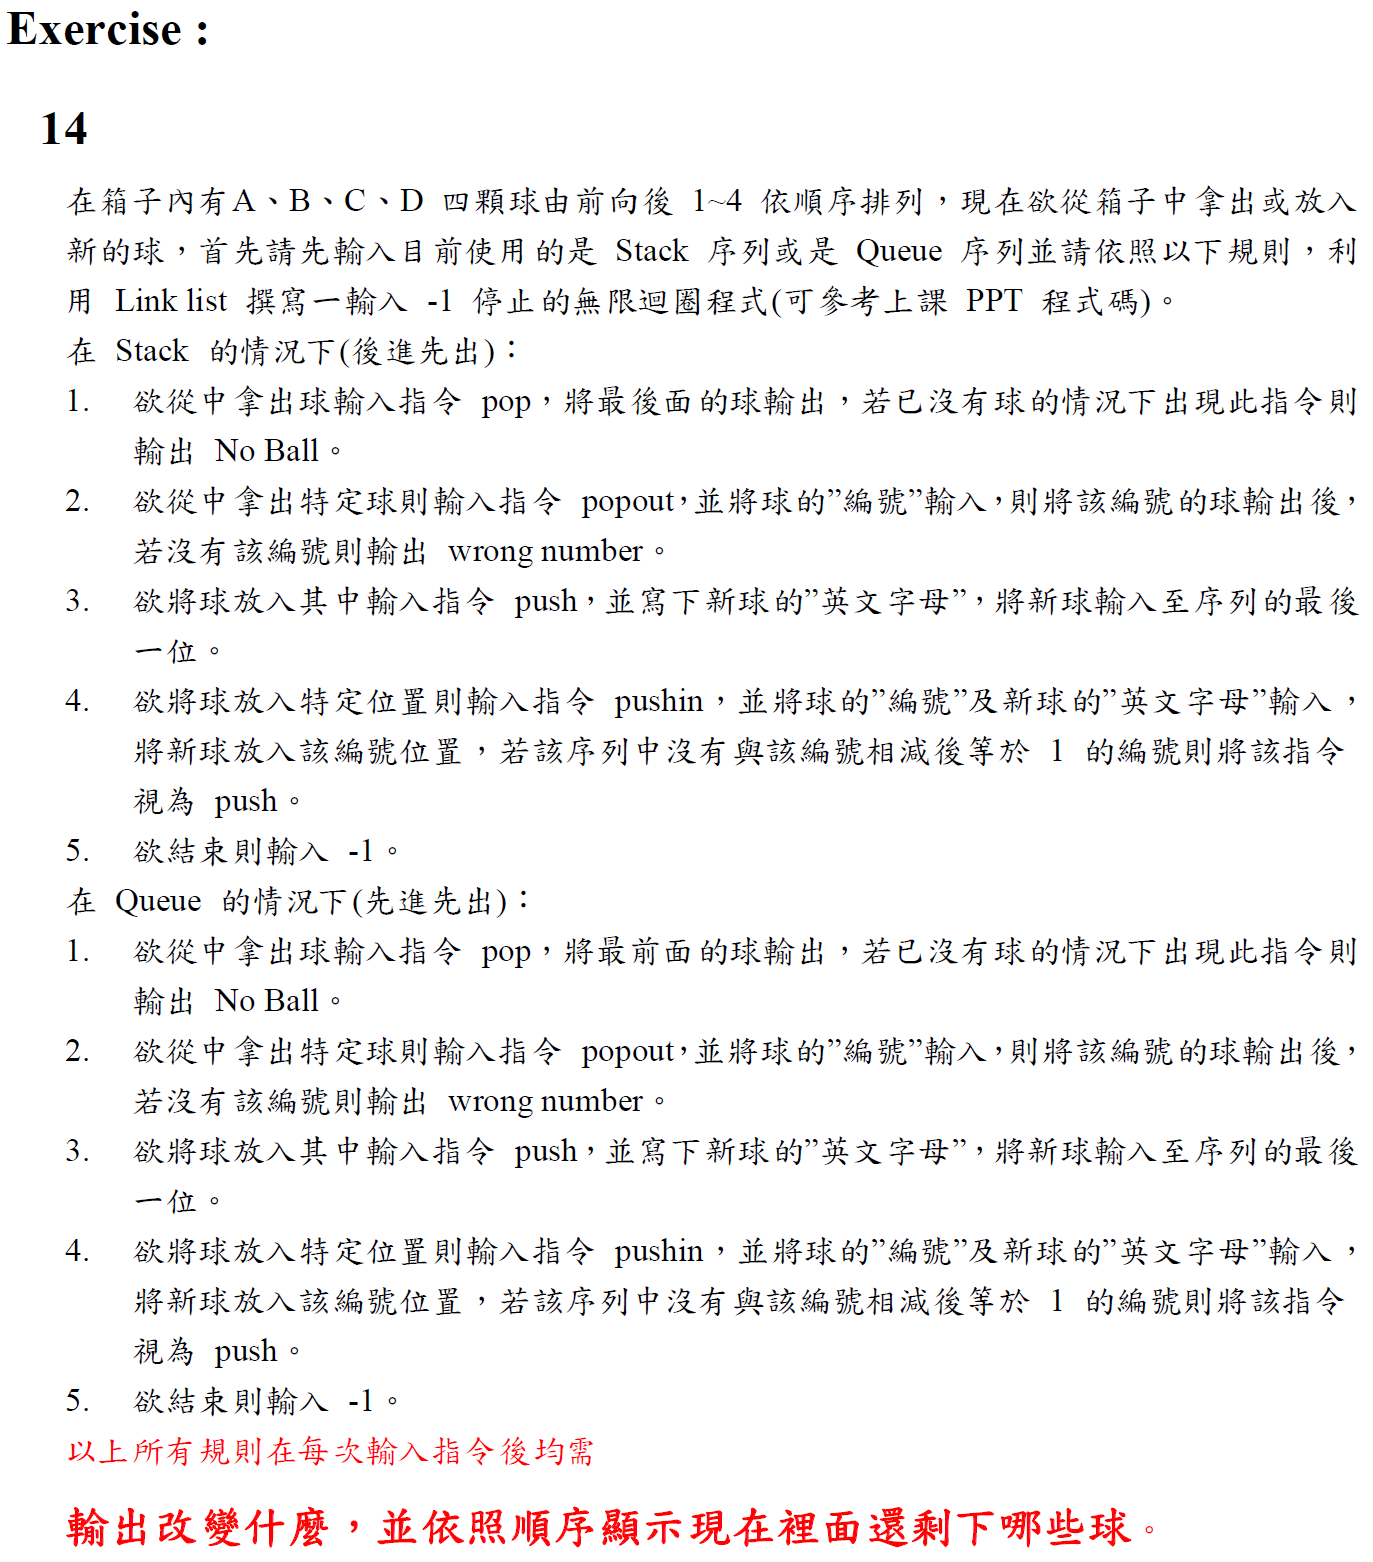 Exercise :
14
在箱子內有A、B、C、D 四顆球由前向後 1~4 依順序排列，現在欲從箱子中拿出或放入
新的球，首先請先輸入目前使用的是 Stack 序列或是 Queue 序列並請依照以下規則，利
用 Link list 撰寫一輸入 -1 停止的無限迴圈程式(可參考上課 PPT 程式碼)。
在 Stack 的情況下(後進先出)：
1. 欲從中拿出球輸入指令 pop，將最後面的球輸出，若已沒有球的情況下出現此指令則
輸出 No Ball。
2. 欲從中拿出特定球則輸入指令 popout，並將球的”編號”輸入，則將該編號的球輸出後，
若沒有該編號則輸出 wrong number。
3. 欲將球放入其中輸入指令 push，並寫下新球的”英文字母”，將新球輸入至序列的最後
一位。
4. 欲將球放入特定位置則輸入指令 pushin，並將球的”編號”及新球的”英文字母”輸入，
將新球放入該編號位置，若該序列中沒有與該編號相減後等於 1 的編號則將該指令
視為 push。
5. 欲結束則輸入 -1。
在 Queue 的情況下(先進先出)：
1. 欲從中拿出球輸入指令 pop，將最前面的球輸出，若已沒有球的情況下出現此指令則
輸出 No Ball。
2. 欲從中拿出特定球則輸入指令 popout，並將球的”編號”輸入，則將該編號的球輸出後，
若沒有該編號則輸出 wrong number。
3. 欲將球放入其中輸入指令 push，並寫下新球的”英文字母”，將新球輸入至序列的最後
一位。
4. 欲將球放入特定位置則輸入指令 pushin，並將球的”編號”及新球的”英文字母”輸入，
將新球放入該編號位置，若該序列中沒有與該編號相減後等於 1 的編號則將該指令
視為 push。
5. 欲結束則輸入 -1。
以上所有規則在每次輸入指令後均需
輸出改變什麼，並依照順序顯示現在裡面還剩下哪些球。